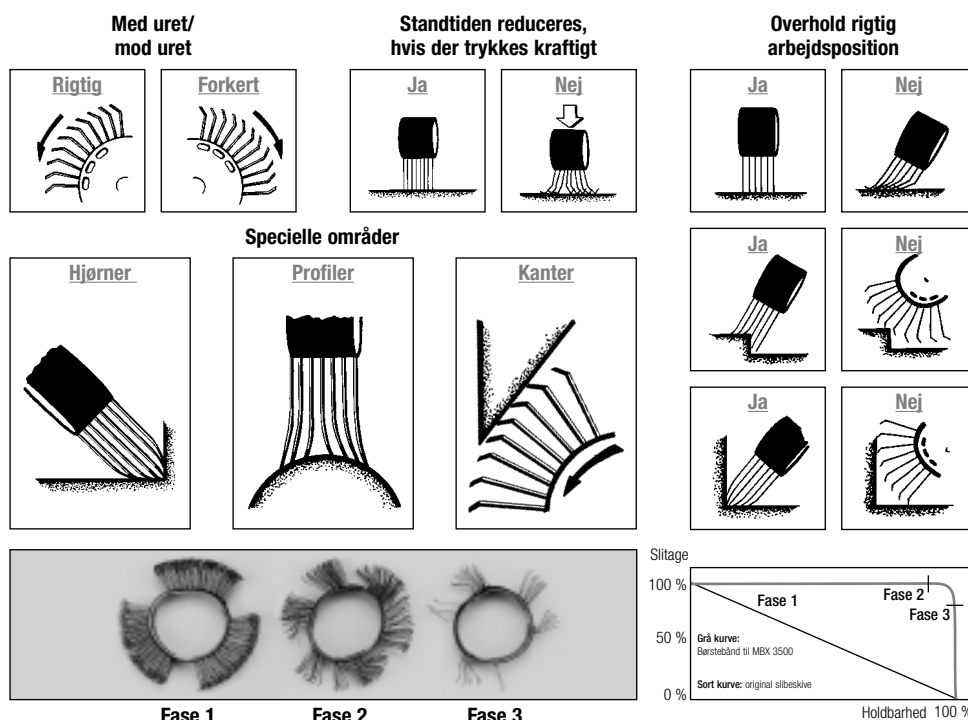 Med uret/
mod uret
Rigtig
Forkert
Standtiden reduceres,
hvis der trykkes kraftigt
Ja
Nej
Overhold rigtig
arbejdsposition
Ja
Nej
Specielle områder
Hjørner
Profiler
Kanter
Ja
Nej
Ja
Nej
Fase 1
Fase 2
Fase 3
Slitage
100 %
50 %
0 %
Fase 1
Fase 2
Fase 3
Grå kurve:
Børstebånd til MBX 3500
Sort kurve: original slibeskive
Holdbarhed 100 %